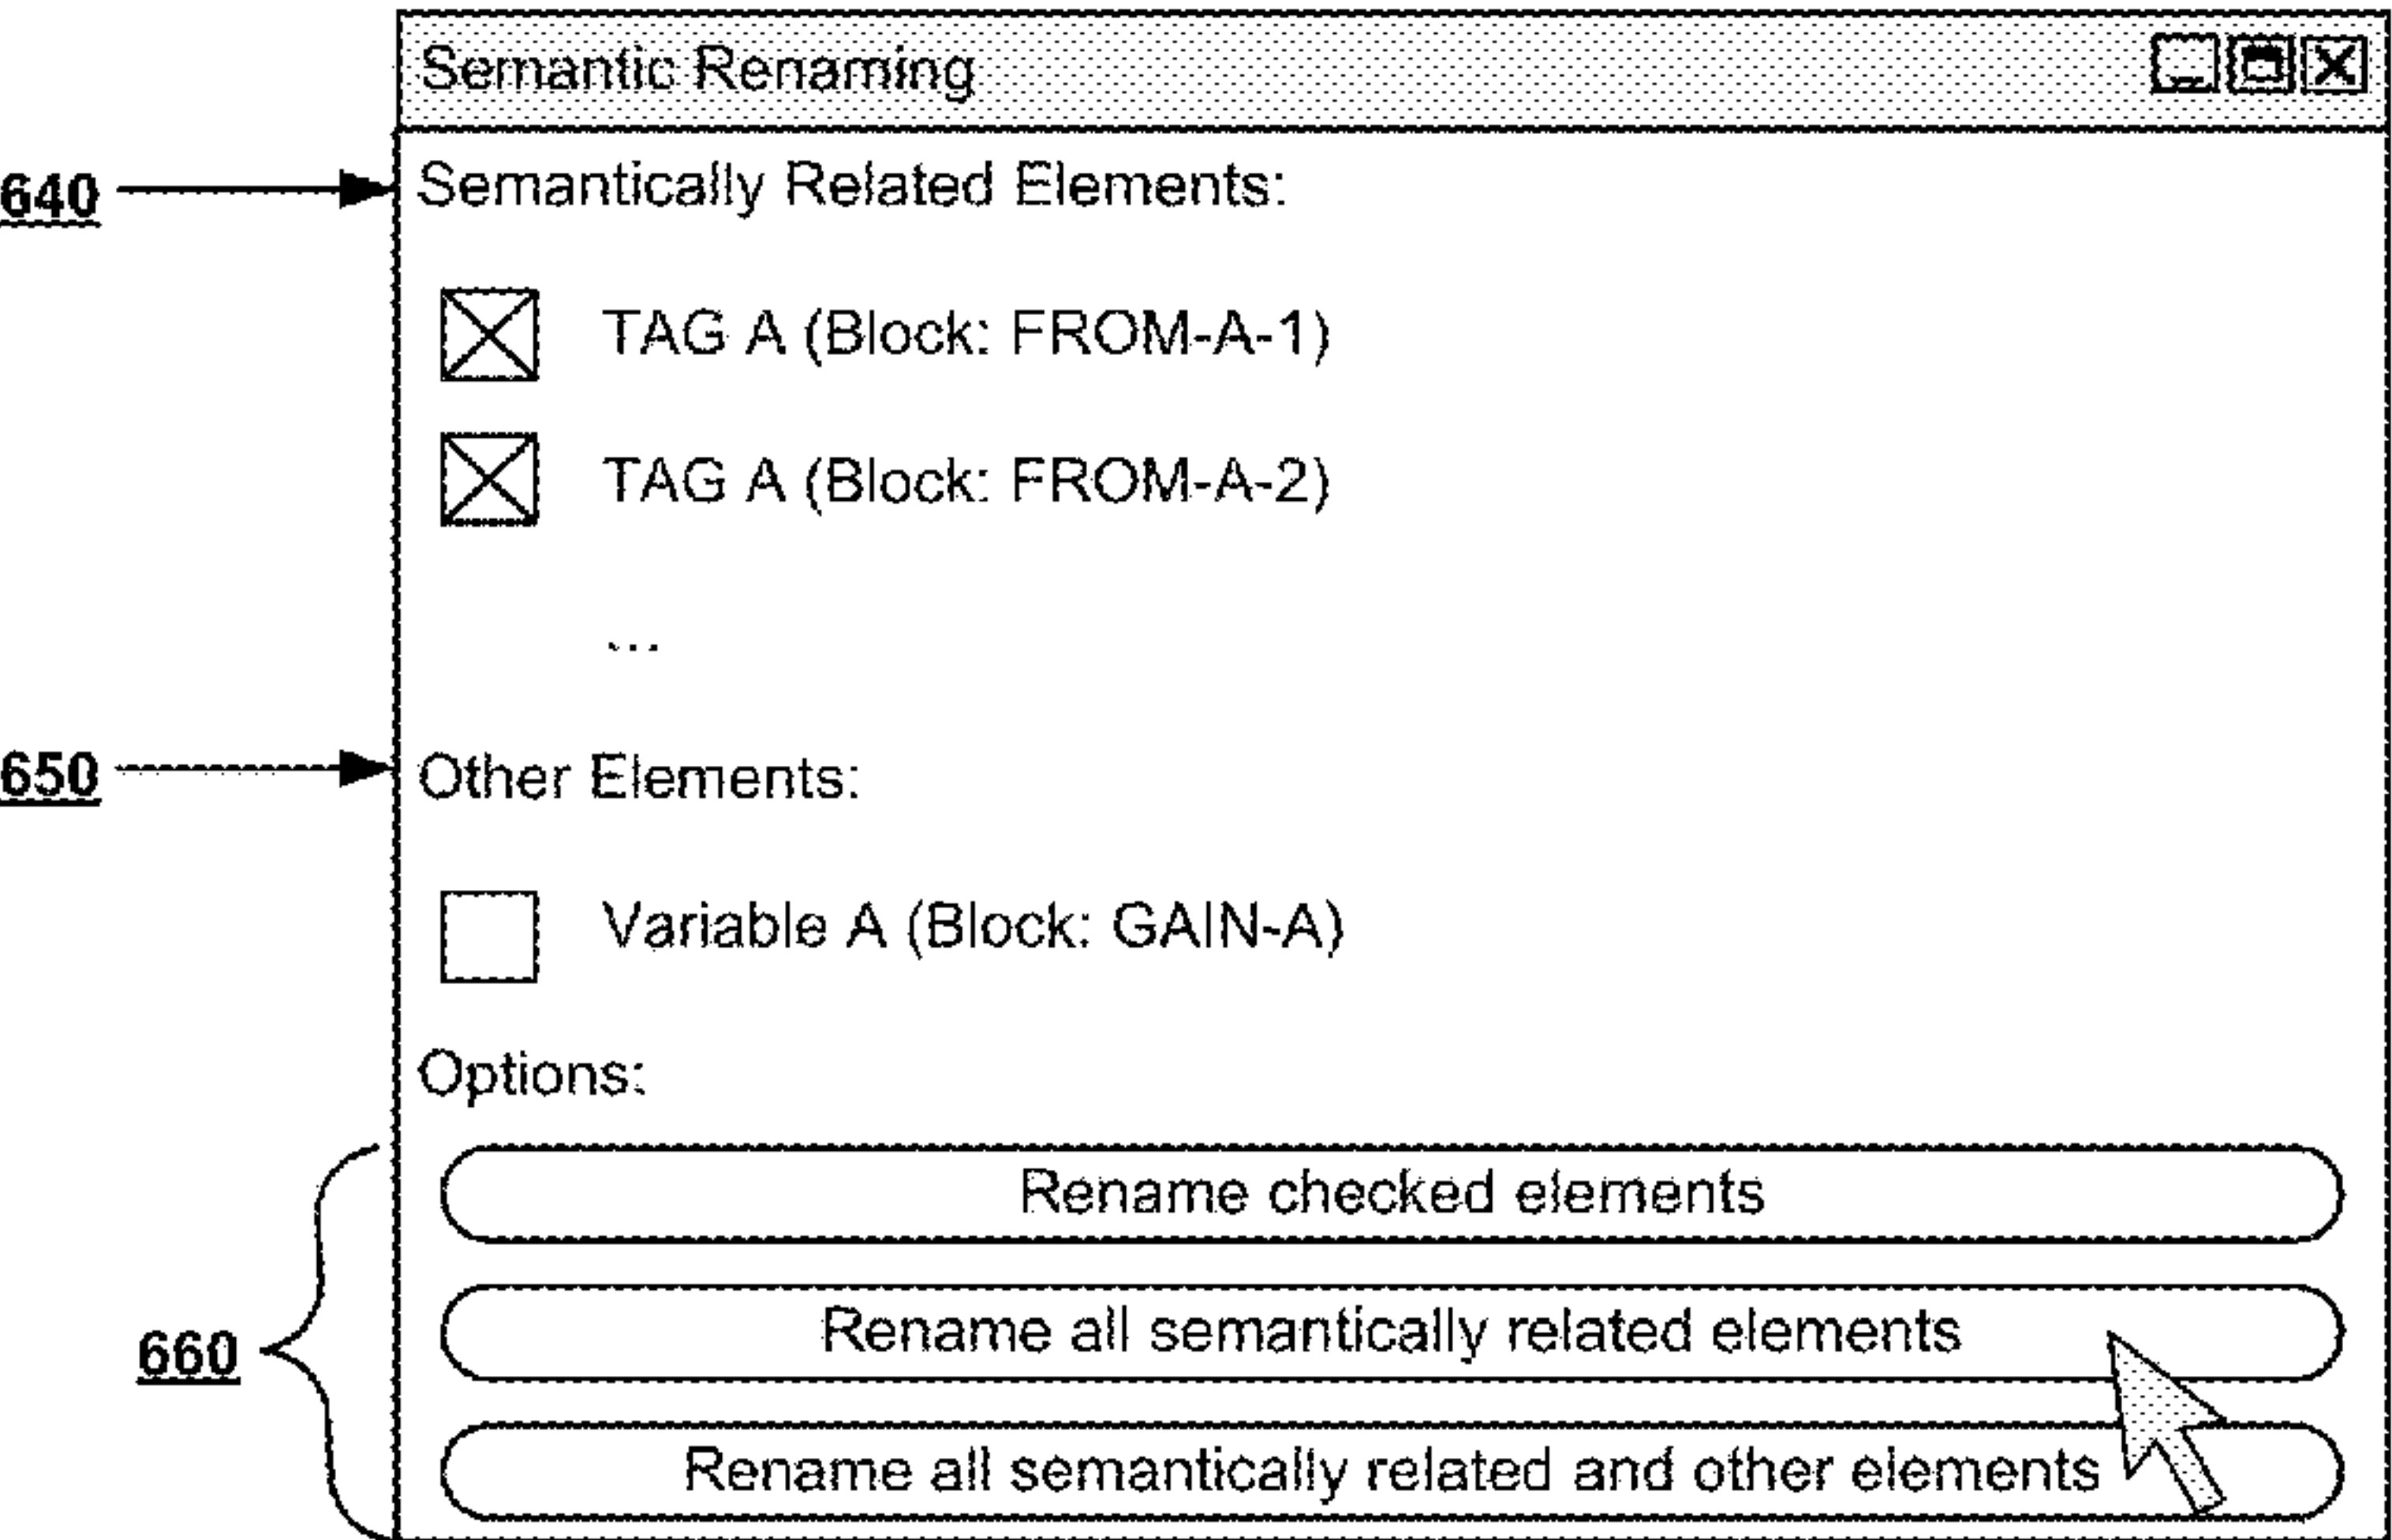 Semantic Renaming
640
Semantically Related Elements:
TAG A (Block: FROM-A-1)
TAG A (Block: FROM-A-2)
...
650
Other Elements:
Variable A (Block: GAIN-A)
Options:
Rename checked elements
660
Rename all semantically related elements
Rename all semantically related and other elements